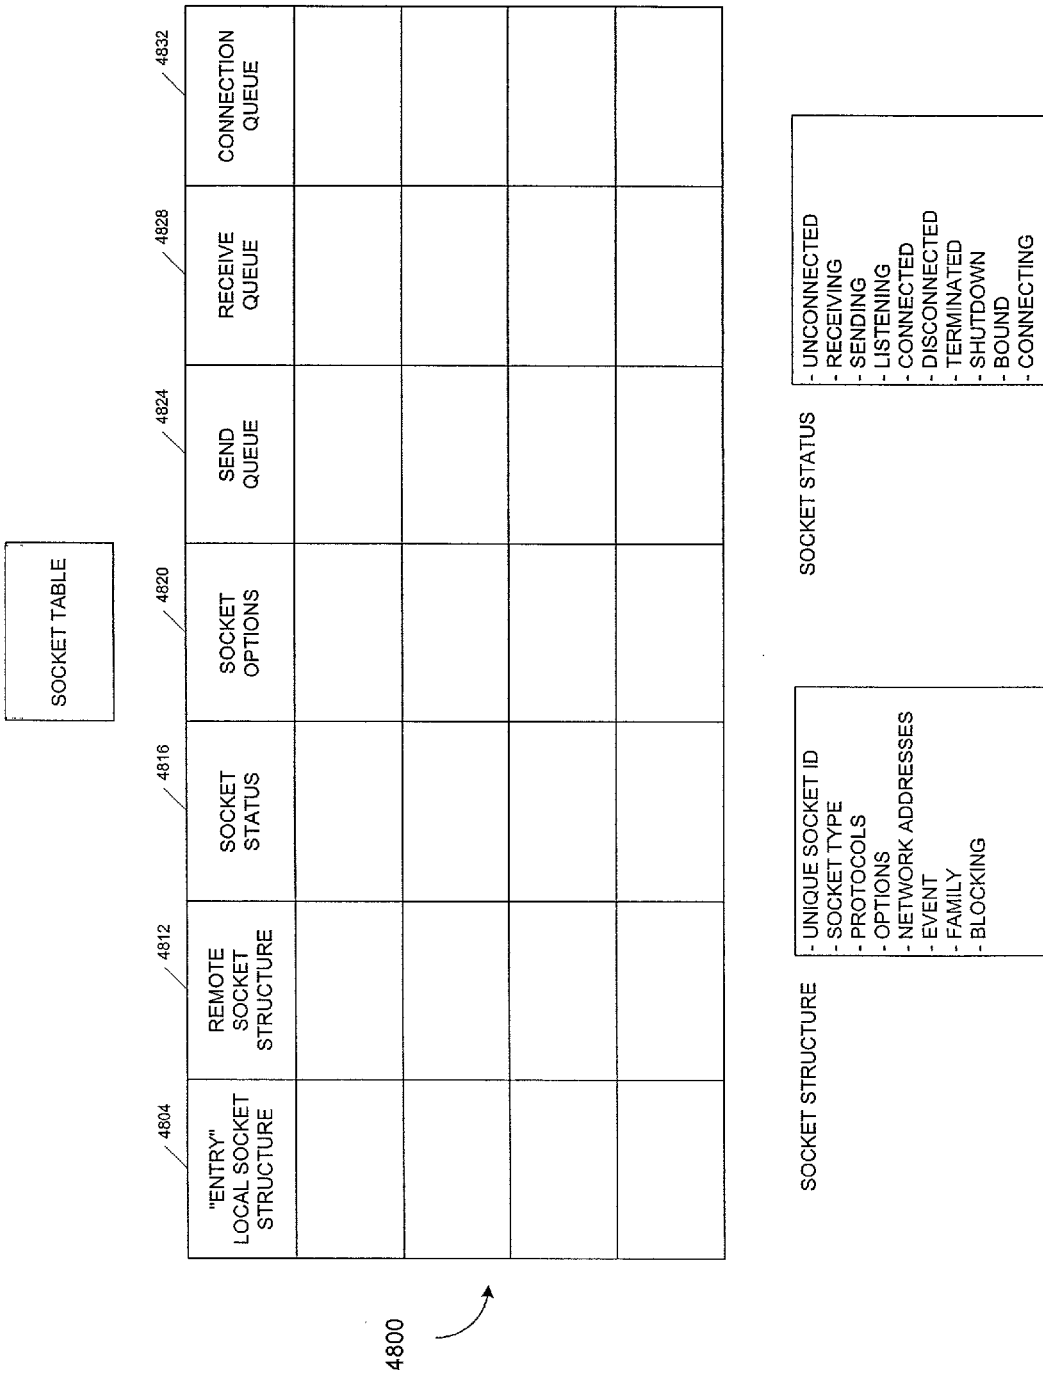 SOCKET TABLE
4804
4812
4816
4820
4824
4828
4832
"ENTRY"
LOCAL SOCKET
STRUCTURE
REMOTE
SOCKET
STRUCTURE
SOCKET
STATUS
SOCKET
OPTIONS
SEND
QUEUE
RECEIVE
QUEUE
CONNECTION
QUEUE
4800
SOCKET STRUCTURE
- UNIQUE SOCKET ID
- SOCKET TYPE
- PROTOCOLS
- OPTIONS
- NETWORK ADDRESSES
- EVENT
- FAMILY
- BLOCKING
SOCKET STATUS
- UNCONNECTED
- RECEIVING
- SENDING
- LISTENING
- CONNECTED
- DISCONNECTED
- TERMINATED
- SHUTDOWN
- BOUND
- CONNECTING